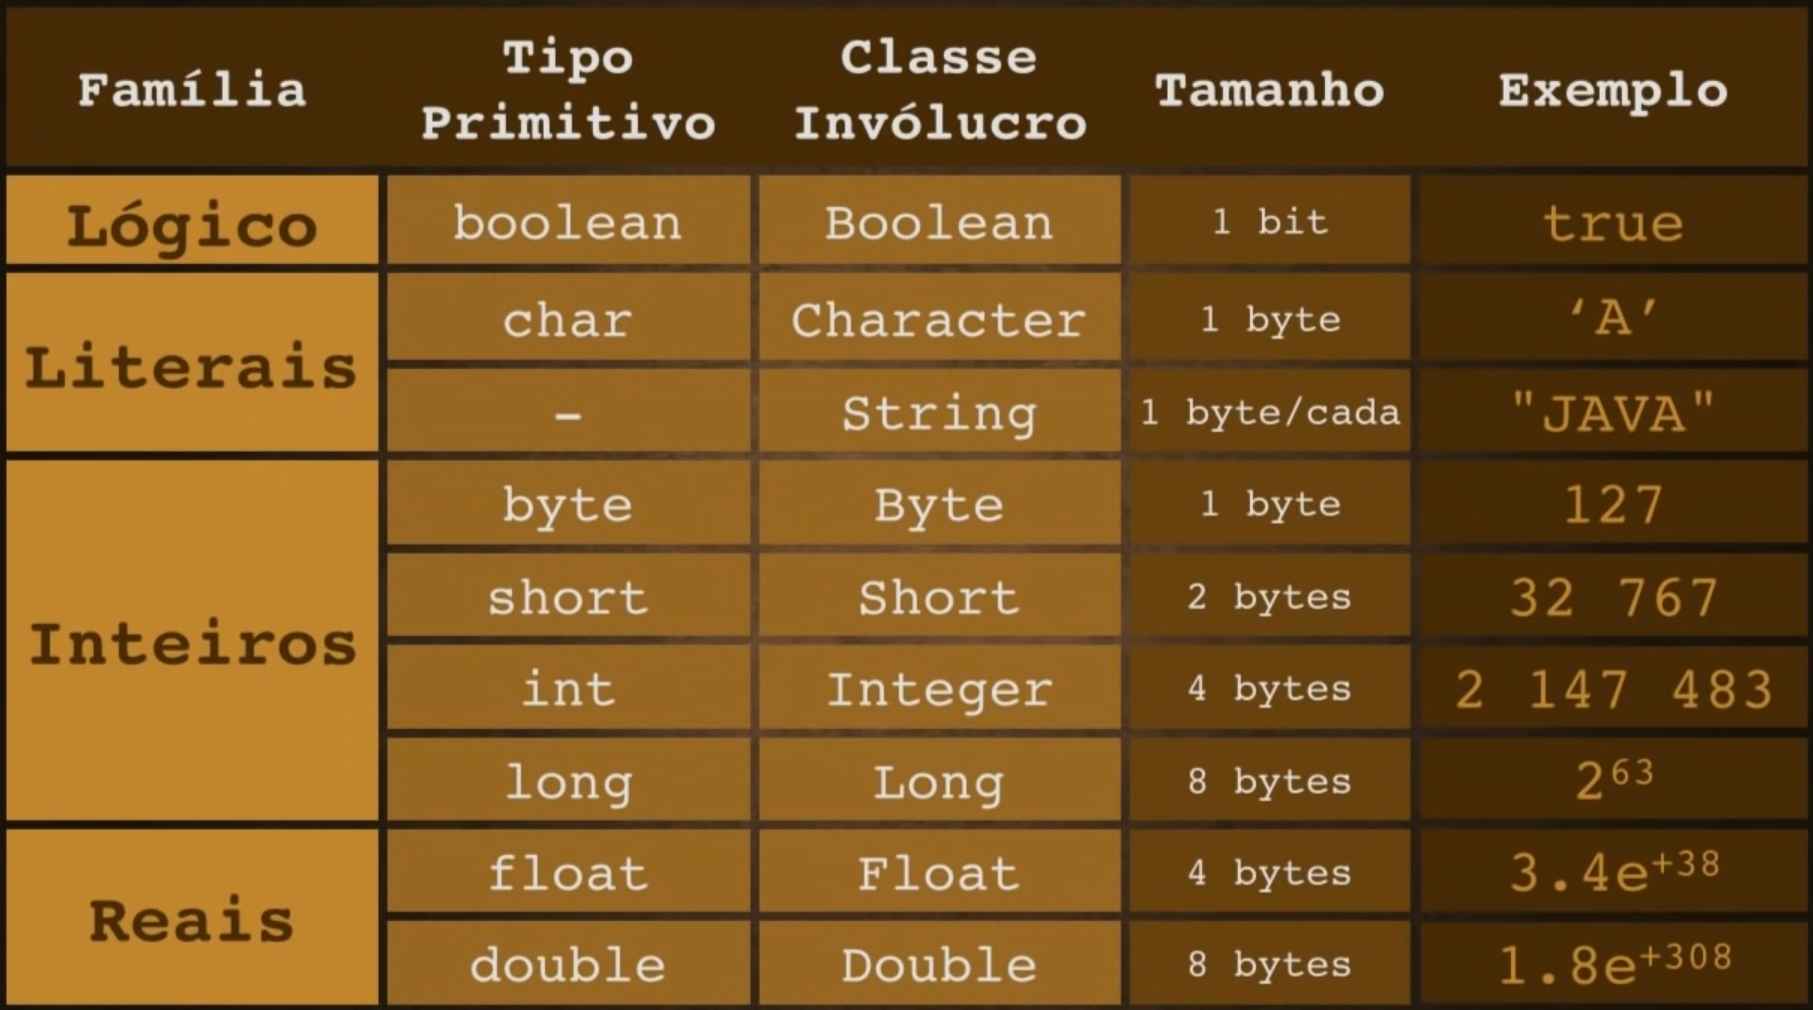 Família Tipo Primitivo Classe Invólucro Tamanho Exemplo
Lógico boolean Boolean 1 bit true
Literais char Character 1 byte ‘A’
- String 1 byte/cada "JAVA"
Inteiros byte Byte 1 byte 127
short Short 2 bytes 32 767
int Integer 4 bytes 2 147 483
long Long 8 bytes 2⁶³
Reais float Float 4 bytes 3.4e⁺³⁸
double Double 8 bytes 1.8e⁺³⁰⁸